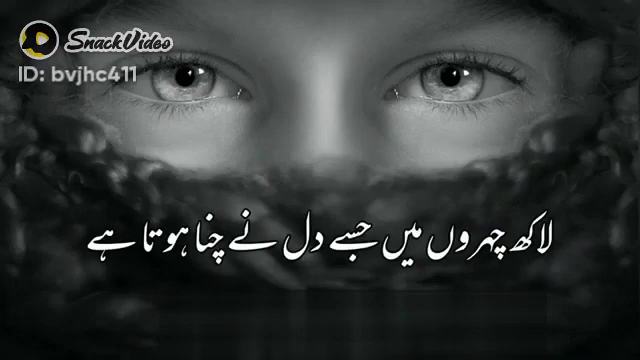 SnackVideo
ID: bvjhc411
لاکھ چہروں میں جسے دل نے چنا ہوتا ہے